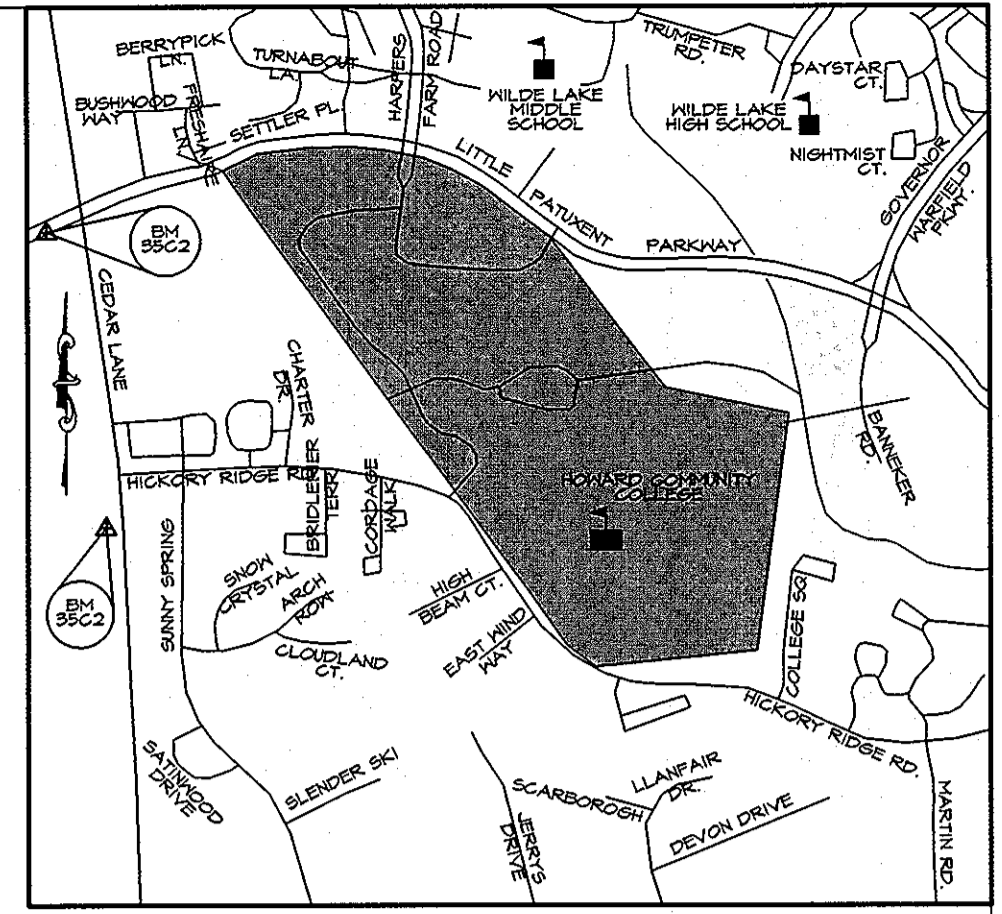 BERRYPICK
LN.
TURNABOUT
LA.
HARPERS
FARM ROAD
TRUMPETER
RD.
DAYSTAR
CT.
BUSHWOOD
WAY
SETTLER PL.
WILDE LAKE
MIDDLE
SCHOOL
WILDE LAKE
HIGH SCHOOL
NIGHTMIST
CT.
LN.
LITTLE
PATUXENT
PARKWAY
GOVERNOR
WARFIELD
PKWY.
BM
35C2
CEDAR LANE
CHARTER
DR.
BANNEKER
RD.
HICKORY RIDGE RD
BRIDLERER
TERR
CORDAGE
WALK
HOWARD COMMUNITY
COLLEGE
BM
35C2
SUNNY SPRING
SNOW
CRYSTAL
ARCH
ROW
CLOUDLAND
CT.
HIGH
BEAM CT.
EAST WIND
WAY
COLLEGE SQ.
HICKORY RIDGE RD.
SATINWOOD
DRIVE
SLENDER SKI
JERRYS
DRIVE
SCARBOROGH
LLANFAIR
DR.
DEVON DRIVE
MARTIN RD.